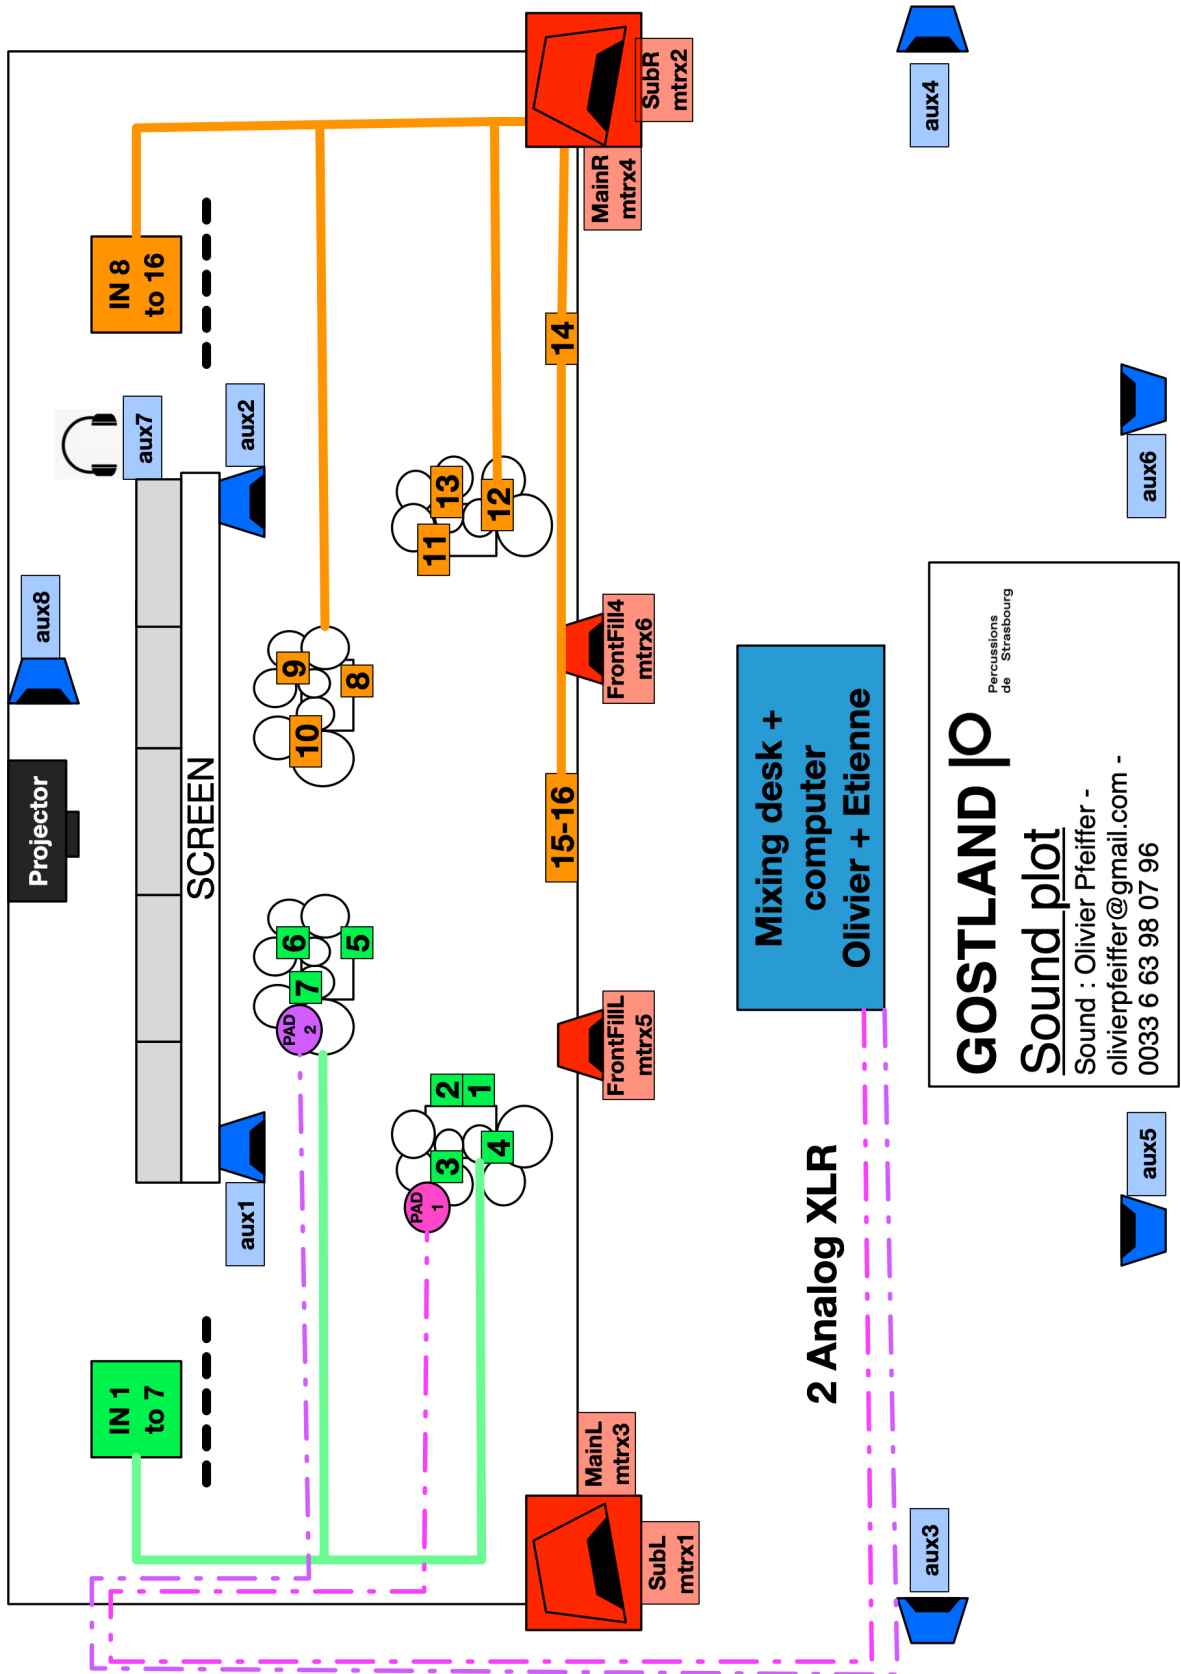 Projector
aux8
aux7
SCREEN
aux1
aux2
IN 1
to 7
IN 8
to 16
PAD
2
7
6
5
10
9
8
PAD
1
3
4
2
1
11
13
12
15-16
14
MainL
mtrx3
SubL
mtrx1
FrontFillL
mtrx5
FrontFill4
mtrx6
MainR
mtrx4
SubR
mtrx2
2 Analog XLR
Mixing desk +
computer
Olivier + Etienne
aux3
aux4
aux5
aux6
GOSTLAND
Percussions
de Strasbourg
Sound plot
Sound : Olivier Pfeiffer -
olivierpfeiffer@gmail.com -
0033 6 63 98 07 96